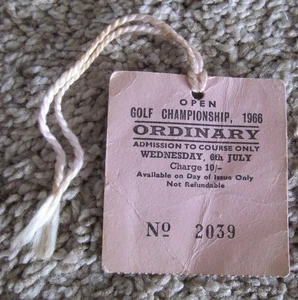 OPEN
GOLF CHAMPIONSHIP, 1966
ORDINARY
ADMISSION TO COURSE ONLY
WEDNESDAY, 6th JULY
Charge 10/-
Available on Day of Issue Only
Not Refundable
No 2039